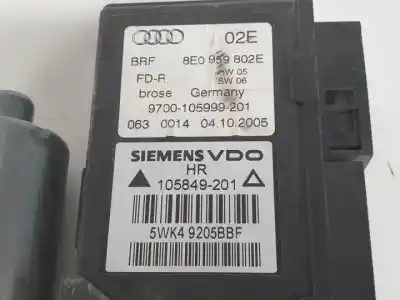 02E
BRF 8E0 959 802E
FD-R HW 05
SW 06
brose Germany
9700-105999-201
063 0014 04.10.2005
SIEMENS VDO
HR
105849-201
5WK4 9205BBF